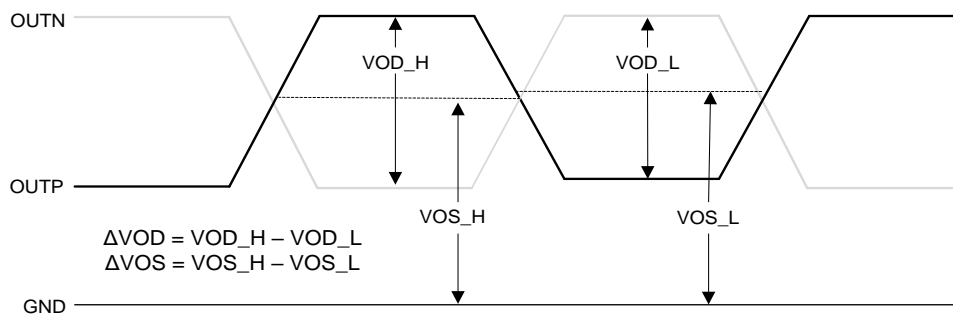 OUTN
VOD_H
VOD_L
OUTP
VOS_H
VOS_L
ΔVOD = VOD_H – VOD_L
ΔVOS = VOS_H – VOS_L
GND